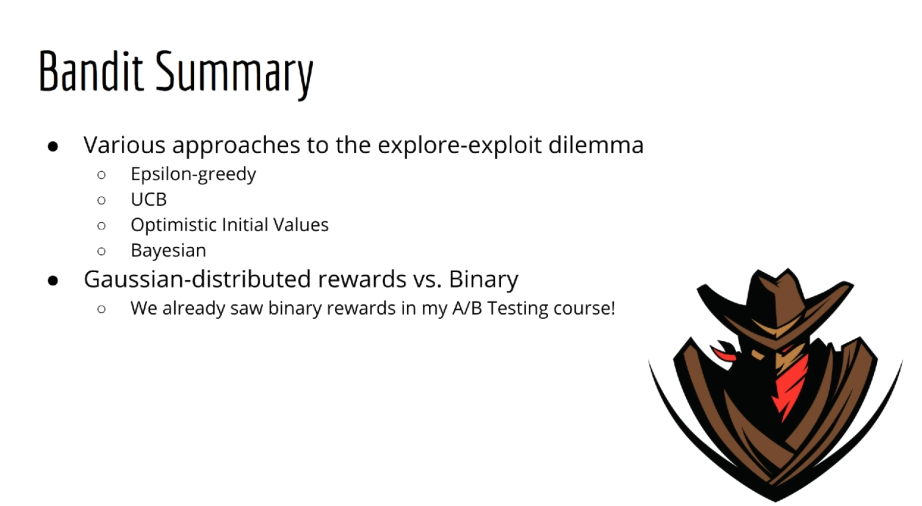 Bandit Summary
● Various approaches to the explore-exploit dilemma
○ Epsilon-greedy
○ UCB
○ Optimistic Initial Values
○ Bayesian
● Gaussian-distributed rewards vs. Binary
○ We already saw binary rewards in my A/B Testing course!